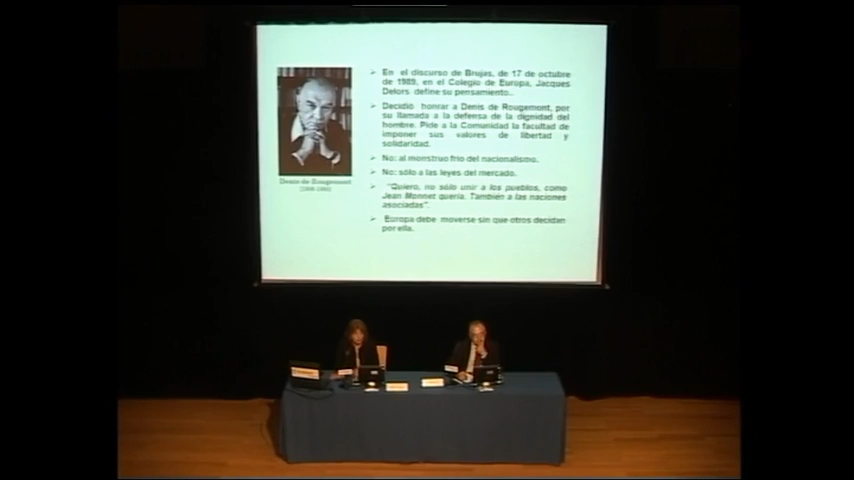 En el discurso de Brujas, de 17 de octubre
de 1989, en el Colegio de Europa, Jacques
Delors define su pensamiento..
Decidió honrar a Denis de Rougemont, por
su llamada a la defensa de la dignidad del
hombre. Pide a la Comunidad la facultad de
imponer sus valores de libertad y
solidaridad.
No: al monstruo frío del nacionalismo.
No: sólo a las leyes del mercado.
"Quiero, no sólo unir a los pueblos, como
Jean Monnet quería. También a las naciones
asociadas".
Europa debe moverse sin que otros decidan
por ella.
Denis de Rougemont